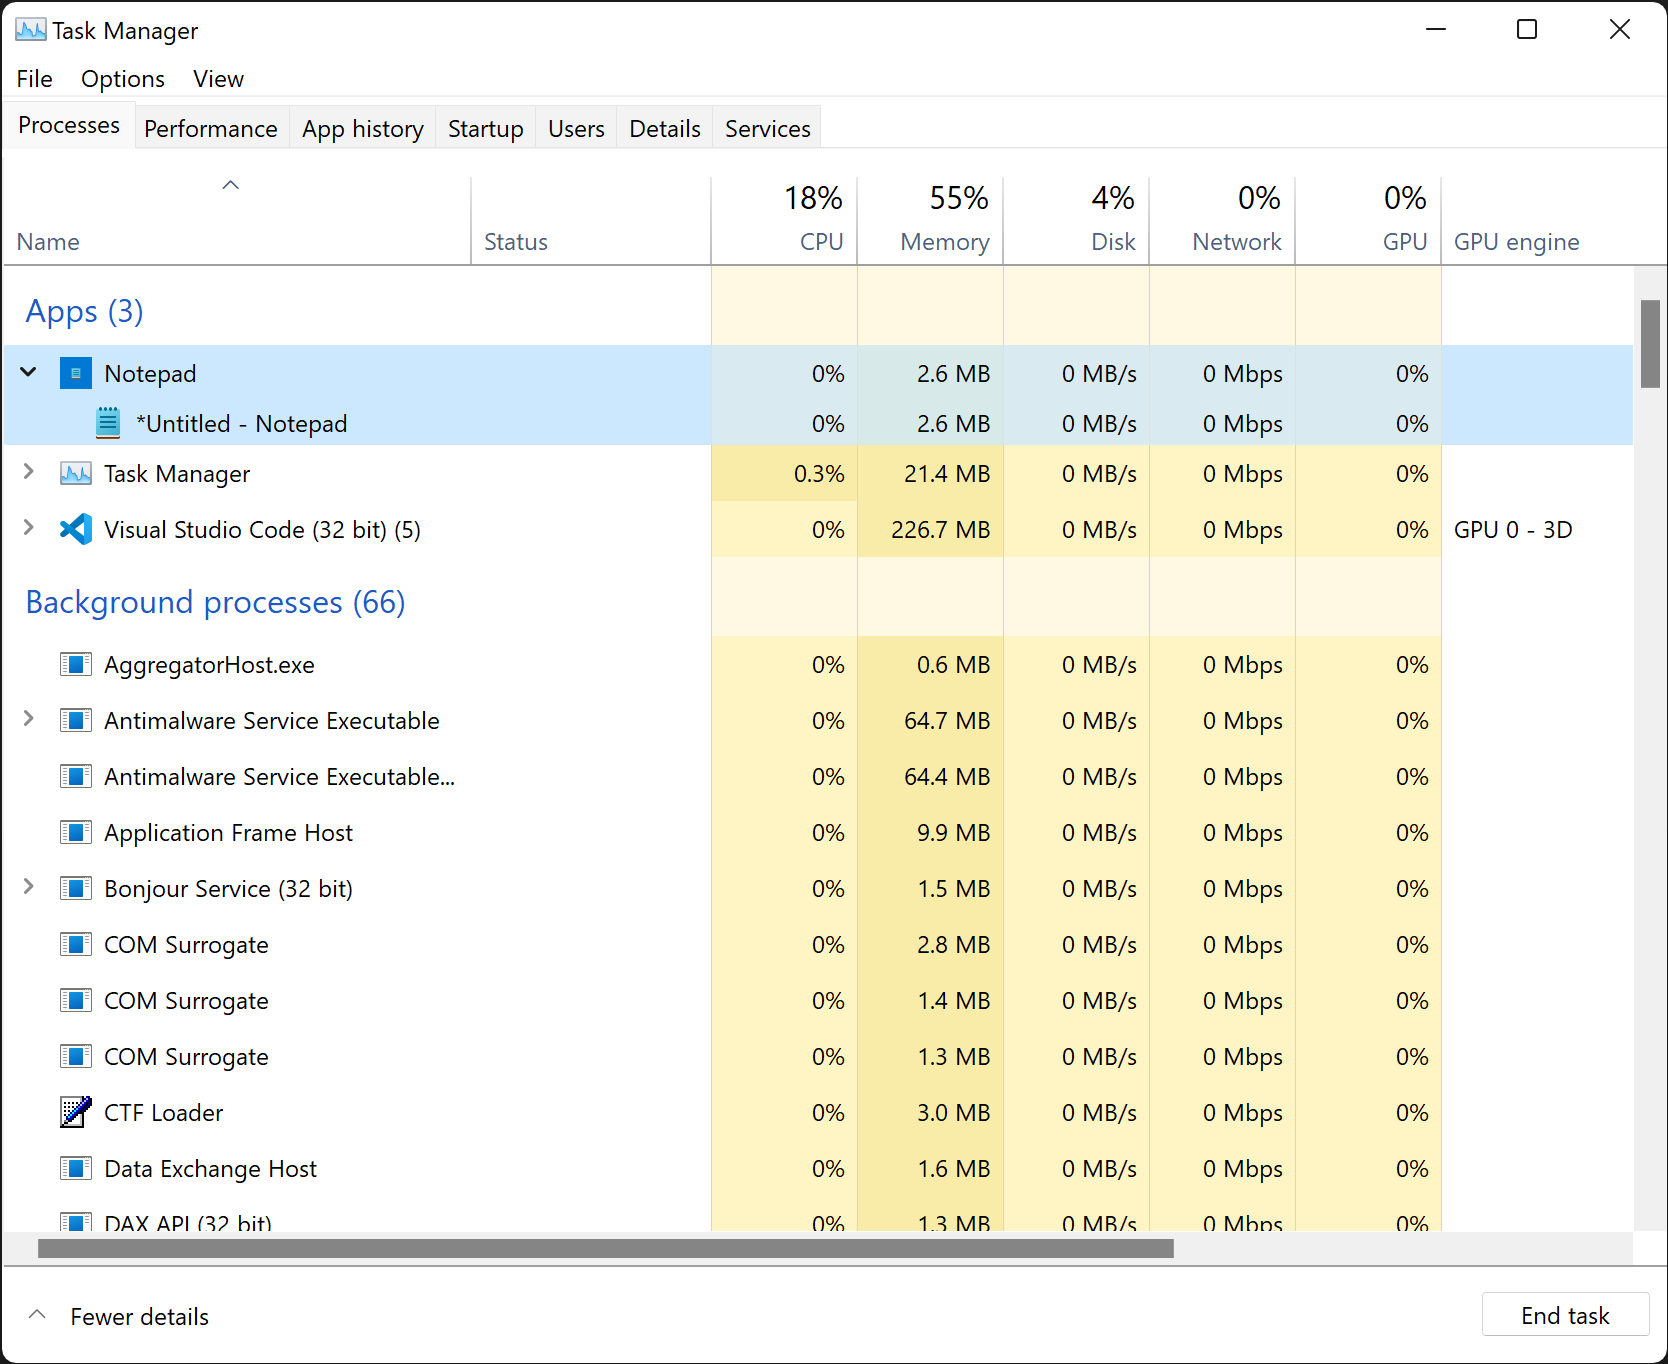 Task Manager
File Options View
Processes Performance App history Startup Users Details Services
18% 55% 4% 0% 0%
Name Status CPU Memory Disk Network GPU GPU engine
Apps (3)
Notepad 0% 2.6 MB 0 MB/s 0 Mbps 0%
*Untitled - Notepad 0% 2.6 MB 0 MB/s 0 Mbps 0%
Task Manager 0.3% 21.4 MB 0 MB/s 0 Mbps 0%
Visual Studio Code (32 bit) (5) 0% 226.7 MB 0 MB/s 0 Mbps 0% GPU 0 - 3D
Background processes (66)
AggregatorHost.exe 0% 0.6 MB 0 MB/s 0 Mbps 0%
Antimalware Service Executable 0% 64.7 MB 0 MB/s 0 Mbps 0%
Antimalware Service Executable... 0% 64.4 MB 0 MB/s 0 Mbps 0%
Application Frame Host 0% 9.9 MB 0 MB/s 0 Mbps 0%
Bonjour Service (32 bit) 0% 1.5 MB 0 MB/s 0 Mbps 0%
COM Surrogate 0% 2.8 MB 0 MB/s 0 Mbps 0%
COM Surrogate 0% 1.4 MB 0 MB/s 0 Mbps 0%
COM Surrogate 0% 1.3 MB 0 MB/s 0 Mbps 0%
CTF Loader 0% 3.0 MB 0 MB/s 0 Mbps 0%
Data Exchange Host 0% 1.6 MB 0 MB/s 0 Mbps 0%
DAX API (32 bit) 0% 1.3 MB 0 MB/s 0 Mbps 0%
Fewer details End task